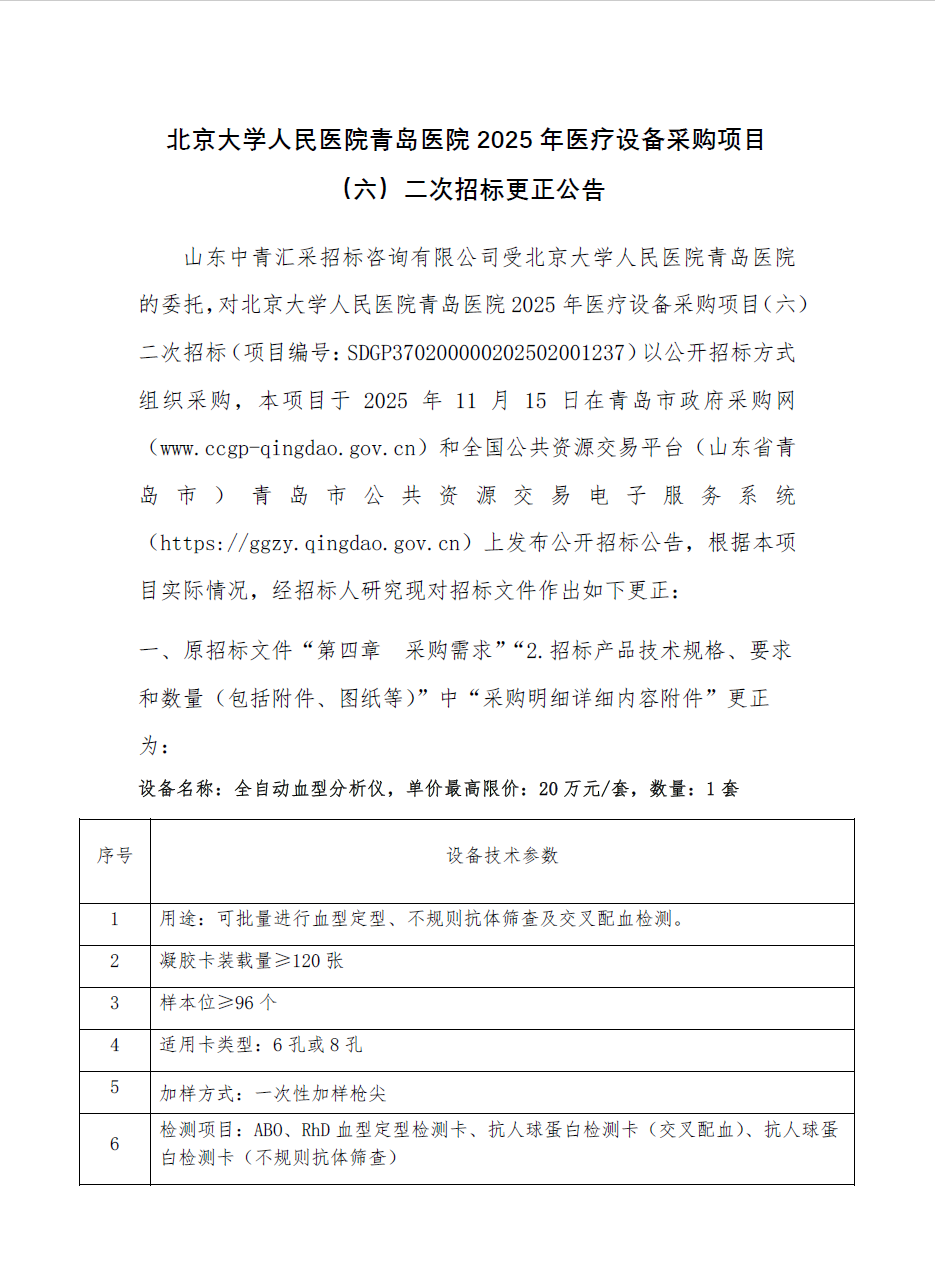 北京大学人民医院青岛医院 2025 年医疗设备采购项目
（六）二次招标更正公告
山东中青汇采招标咨询有限公司受北京大学人民医院青岛医院
的委托，对北京大学人民医院青岛医院 2025 年医疗设备采购项目（六）
二次招标（项目编号：SDGP370200000202502001237）以公开招标方式
组织采购，本项目于 2025 年 11 月 15 日在青岛市政府采购网
（www.ccgp-qingdao.gov.cn）和全国公共资源交易平台（山东省青
岛市）青岛市公共资源交易电子服务系统
（https://ggzy.qingdao.gov.cn）上发布公开招标公告，根据本项
目实际情况，经招标人研究现对招标文件作出如下更正：
一、原招标文件“第四章　采购需求”“2.招标产品技术规格、要求
和数量（包括附件、图纸等）”中“采购明细详细内容附件”更正
为：
设备名称：全自动血型分析仪，单价最高限价：20 万元/套，数量：1 套
序号 设备技术参数
1 用途：可批量进行血型定型、不规则抗体筛查及交叉配血检测。
2 凝胶卡装载量≥120 张
3 样本位≥96 个
4 适用卡类型：6 孔或 8 孔
5 加样方式：一次性加样枪尖
6 检测项目：ABO、RhD 血型定型检测卡、抗人球蛋白检测卡（交叉配血）、抗人球蛋
白检测卡（不规则抗体筛查）